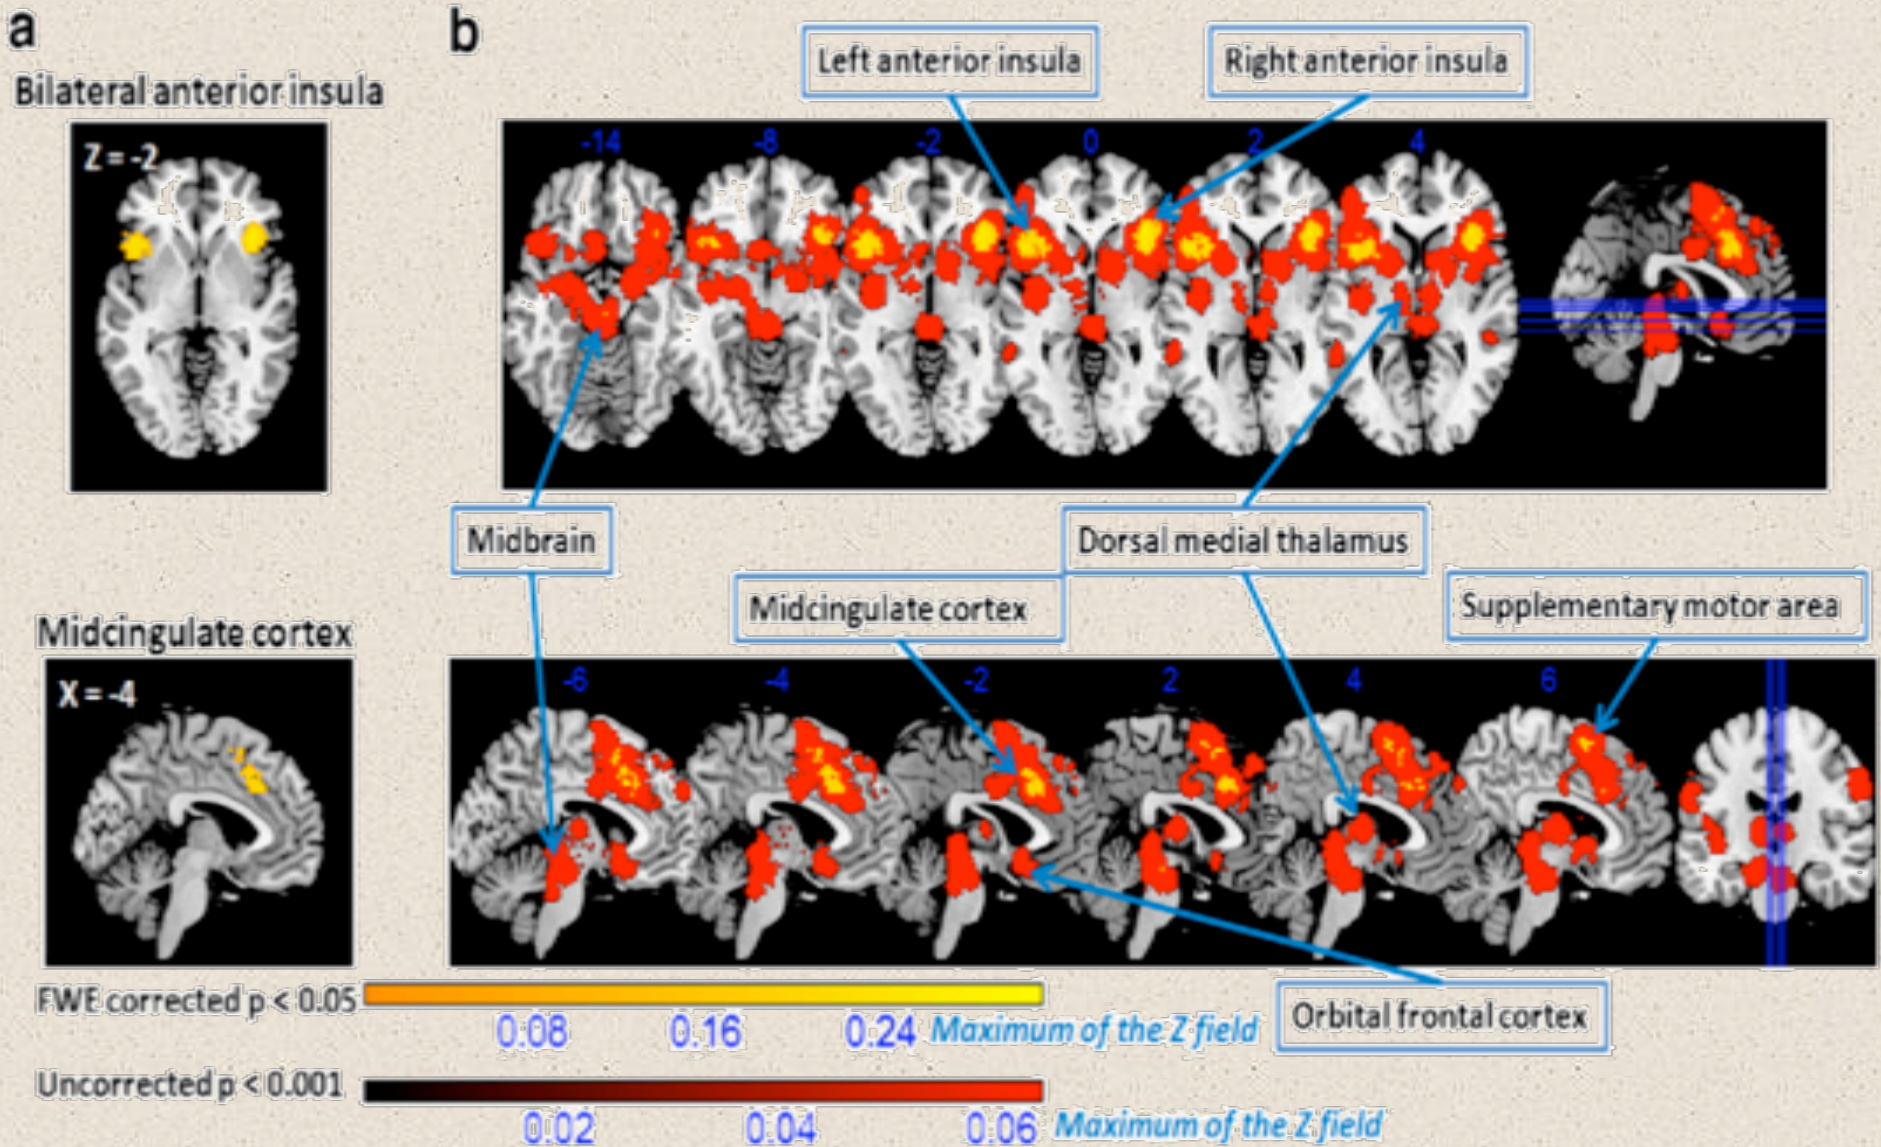 a
b
Bilateral anterior insula
Left anterior insula
Right anterior insula
Z = -2
-14 -8 -2 0 2 4
Midbrain
Dorsal medial thalamus
Midcingulate cortex
Supplementary motor area
Midcingulate cortex
X = -4
-6 -4 -2 2 4 6
FWE corrected p < 0.05
0.08 0.16 0.24 Maximum of the Z field
Orbital frontal cortex
Uncorrected p < 0.001
0.02 0.04 0.06 Maximum of the Z field